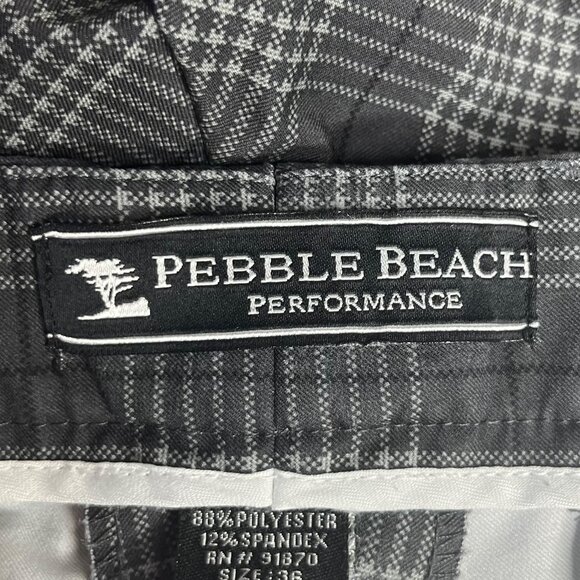 PEBBLE BEACH
PERFORMANCE
88% POLYESTER
12% SPANDEX
RN # 91870
SIZE: 36